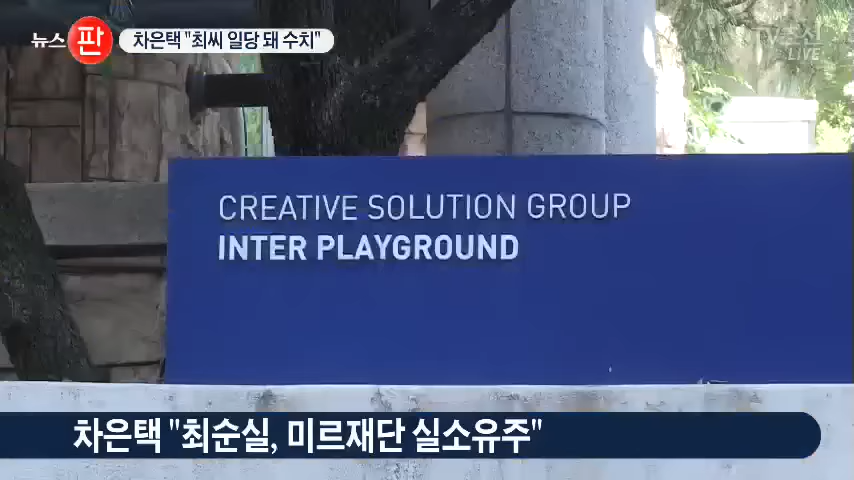 뉴스 판
차은택 "최씨 일당 돼 수치"
LIVE
CREATIVE SOLUTION GROUP
INTER PLAYGROUND
차은택 "최순실, 미르재단 실소유주"